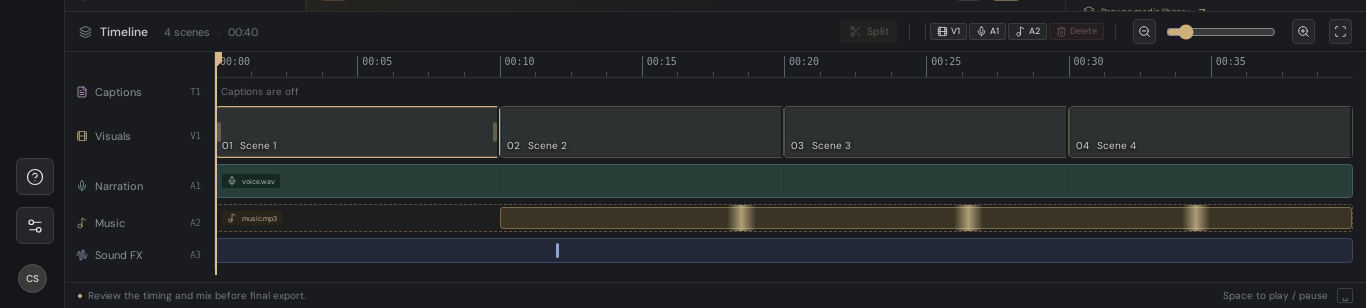 Timeline 4 scenes · 00:40 Split V1 A1 A2 Delete
00:00 00:05 00:10 00:15 00:20 00:25 00:30 00:35
Captions T1 Captions are off
Visuals V1 01 Scene 1 02 Scene 2 03 Scene 3 04 Scene 4
Narration A1 voice.wav
Music A2 music.mp3
Sound FX A3
CS
Review the timing and mix before final export. Space to play / pause